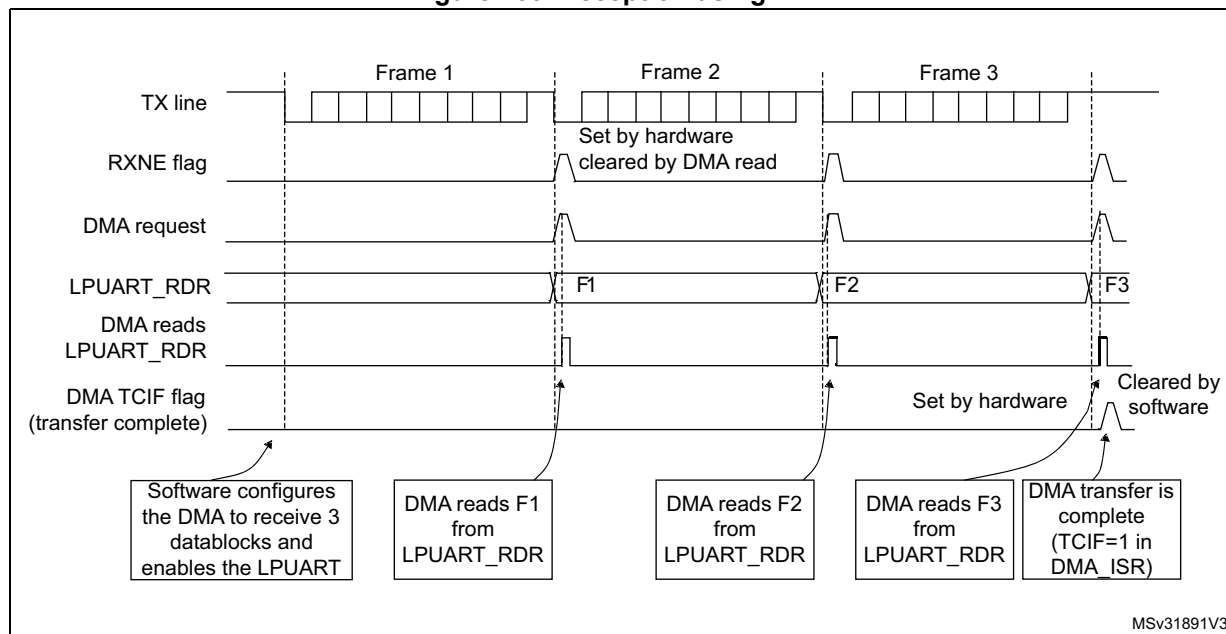 Frame 1
Frame 2
Frame 3
TX line
Set by hardware
cleared by DMA read
RXNE flag
DMA request
LPUART_RDR
F1
F2
F3
DMA reads
LPUART_RDR
DMA TCIF flag
(transfer complete)
Set by hardware
Cleared by
software
Software configures
the DMA to receive 3
datablocks and
enables the LPUART
DMA reads F1
from
LPUART_RDR
DMA reads F2
from
LPUART_RDR
DMA reads F3
from
LPUART_RDR
DMA transfer is
complete
(TCIF=1 in
DMA_ISR)
MSv31891V3